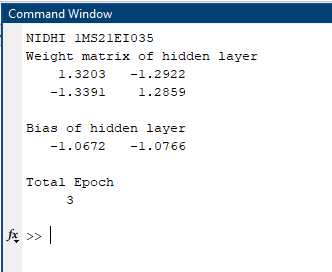 Command Window
NIDHI 1MS21EI035
Weight matrix of hidden layer
1.3203 -1.2922
-1.3391 1.2859
Bias of hidden layer
-1.0672 -1.0766
Total Epoch
3
fx >>